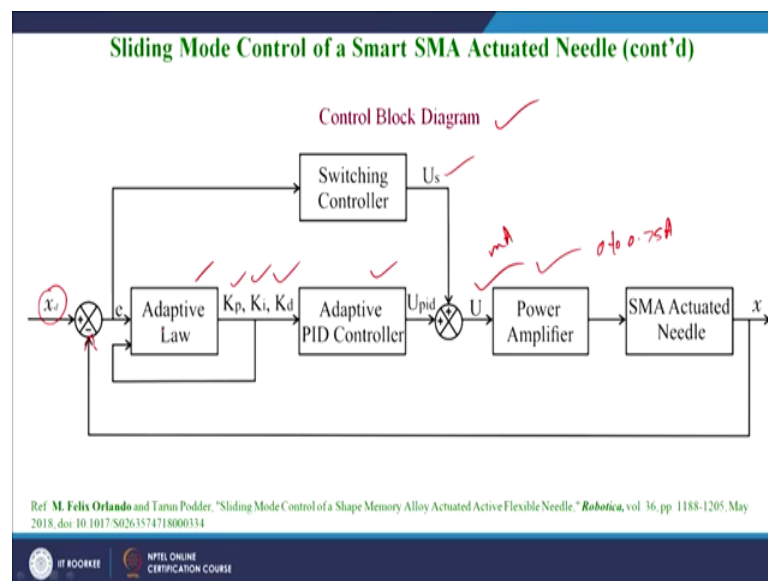 Sliding Mode Control of a Smart SMA Actuated Needle (cont'd)
Control Block Diagram
Switching
Controller
Us
mA
0 to 0.75A
xd
e
Adaptive
Law
Kp, Ki, Kd
Adaptive
PID Controller
Upid
U
Power
Amplifier
SMA Actuated
Needle
x
Ref M. Felix Orlando and Tarun Podder, "Sliding Mode Control of a Shape Memory Alloy Actuated Active Flexible Needle," Robotica, vol 36, pp 1188-1205, May
2018, doi 10 1017/S0263574718000334
IIT ROORKEE
NPTEL ONLINE
CERTIFICATION COURSE